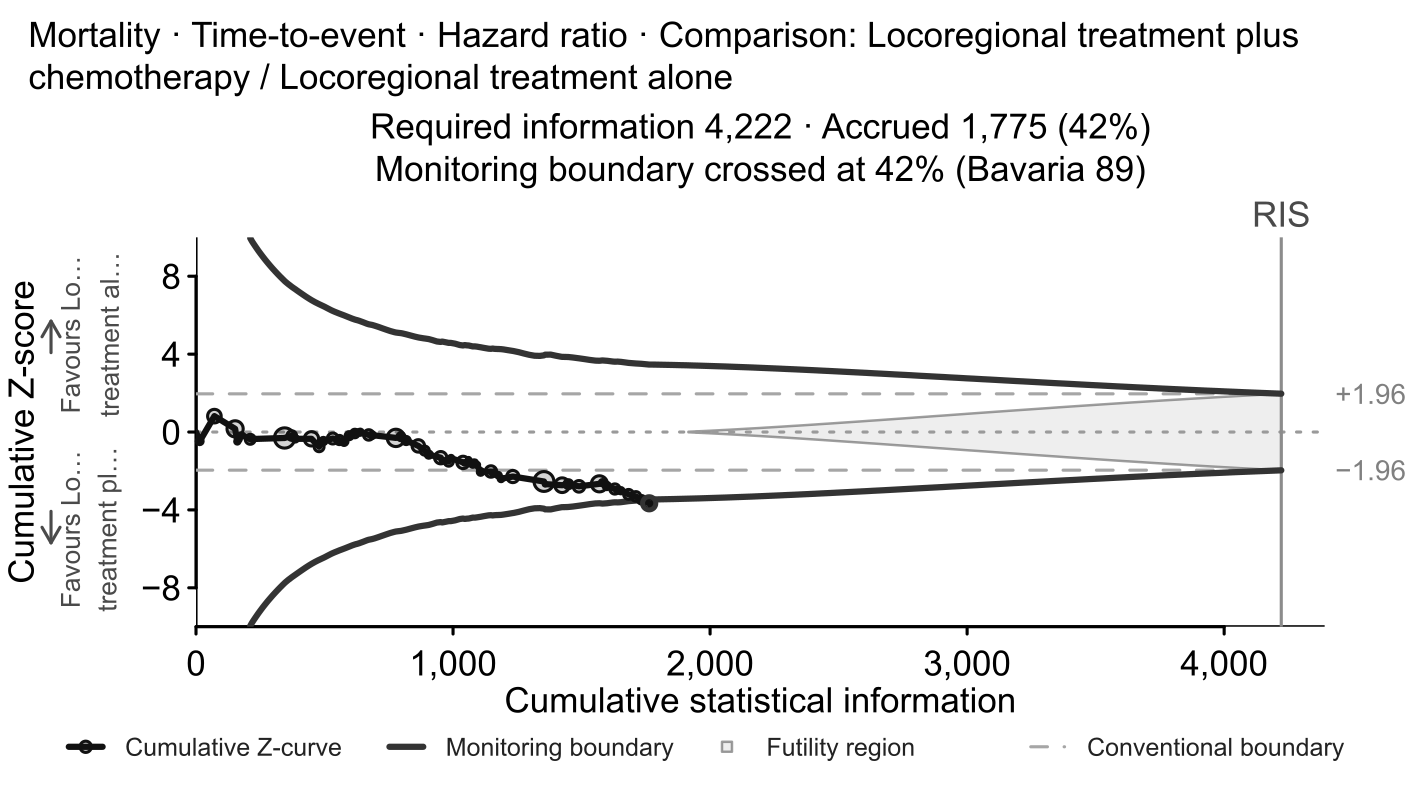 Mortality · Time-to-event · Hazard ratio · Comparison: Locoregional treatment plus
chemotherapy / Locoregional treatment alone
Required information 4,222 · Accrued 1,775 (42%)
Monitoring boundary crossed at 42% (Bavaria 89)
RIS
Cumulative Z-score
Favours Lo…
treatment al…
Favours Lo…
treatment pl…
8
4
0
−4
−8
+1.96
−1.96
0
1,000
2,000
3,000
4,000
Cumulative statistical information
Cumulative Z-curve
Monitoring boundary
Futility region
Conventional boundary